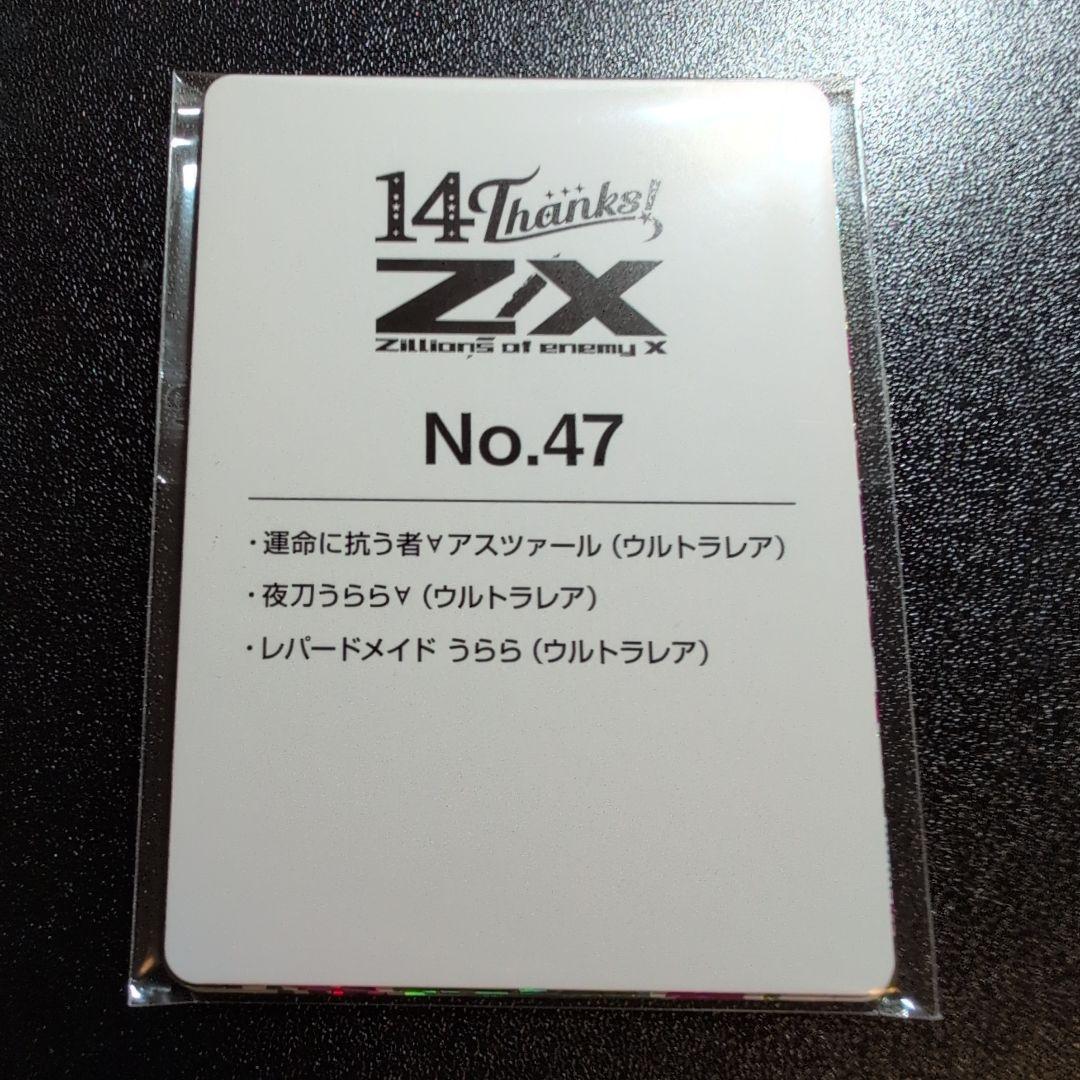 14 Thanks!
Z/X
Zillions of enemy X
No.47
・運命に抗う者∀アスツァール（ウルトラレア）
・夜刀うらら∀（ウルトラレア）
・レパードメイド うらら（ウルトラレア）